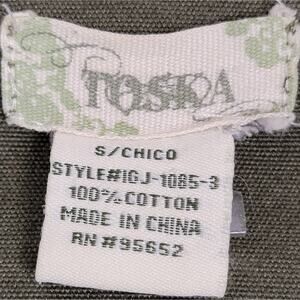 TOSKA
S/CHICO
STYLE#IGJ-1085-3
100% COTTON
MADE IN CHINA
RN#95652